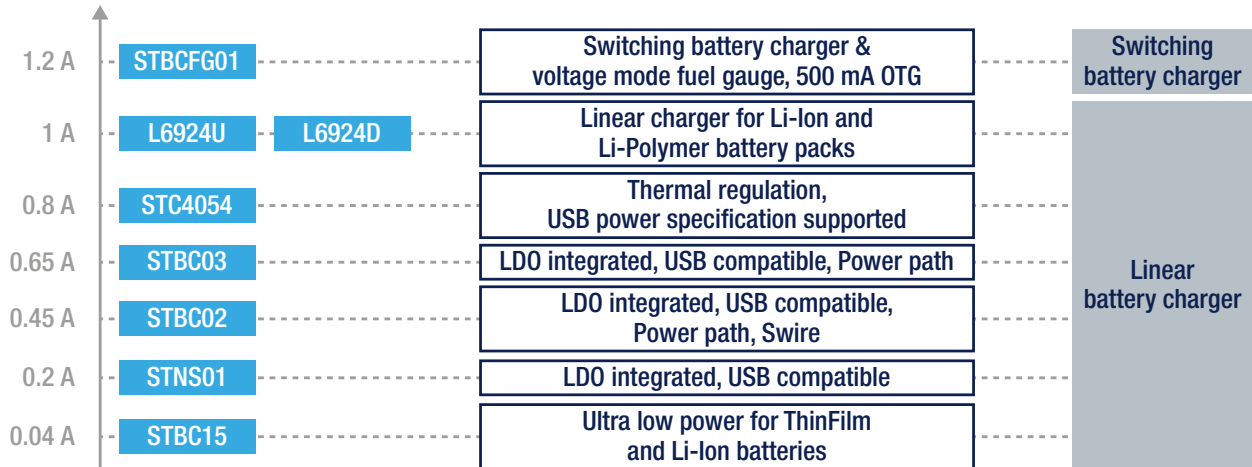 1.2 A
STBCFG01
Switching battery charger &
voltage mode fuel gauge, 500 mA OTG
Switching
battery charger
1 A
L6924U
L6924D
Linear charger for Li-Ion and
Li-Polymer battery packs
0.8 A
STC4054
Thermal regulation,
USB power specification supported
0.65 A
STBC03
LDO integrated, USB compatible, Power path
Linear
battery charger
0.45 A
STBC02
LDO integrated, USB compatible,
Power path, Swire
0.2 A
STNS01
LDO integrated, USB compatible
0.04 A
STBC15
Ultra low power for ThinFilm
and Li-Ion batteries